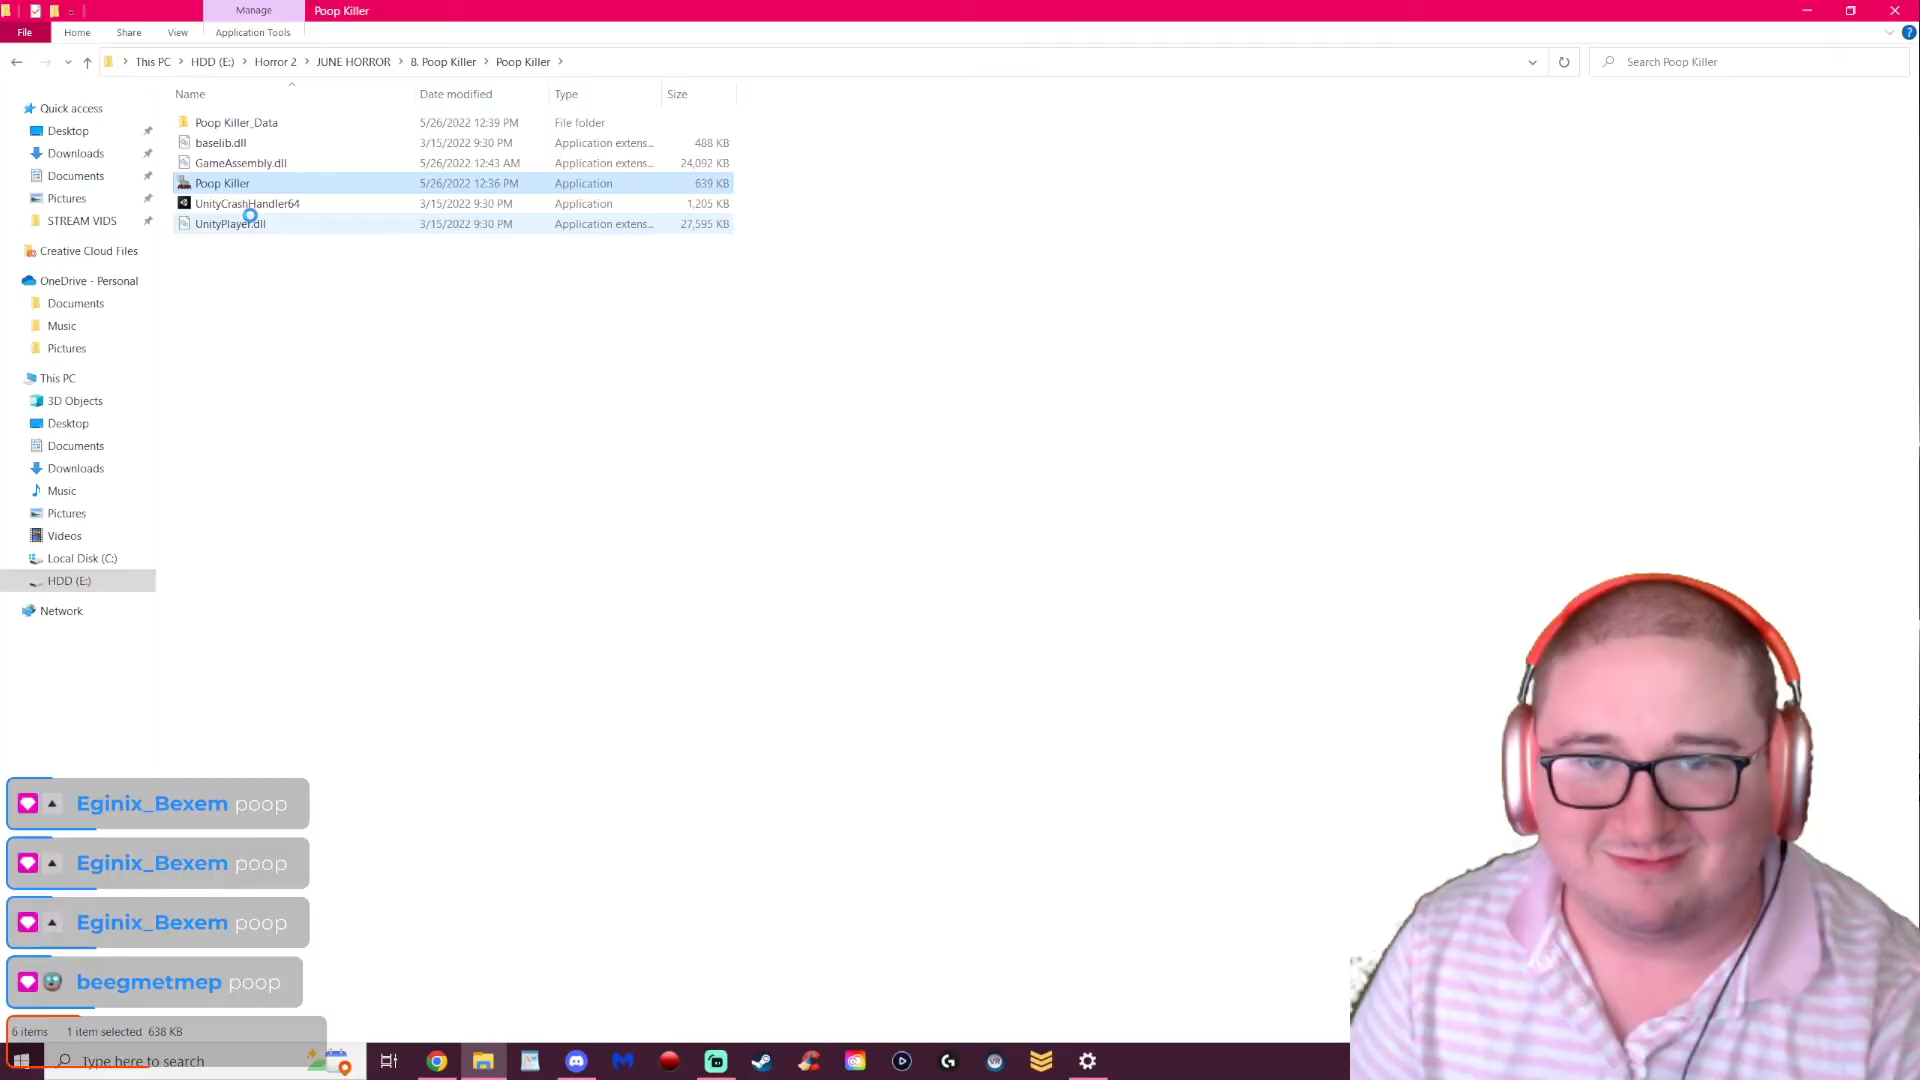 Manage
Poop Killer
File
Home
Share
View
Application Tools
This PC
HDD (E:)
Horror 2
JUNE HORROR
8. Poop Killer
Poop Killer
Search Poop Killer
Name
Date modified
Type
Size
Poop Killer_Data 5/26/2022 12:39 PM File folder
baselib.dll 3/15/2022 9:30 PM Application extens... 488 KB
GameAssembly.dll 5/26/2022 12:43 AM Application extens... 24,092 KB
Poop Killer 5/26/2022 12:36 PM Application 639 KB
UnityCrashHandler64 3/15/2022 9:30 PM Application 1,205 KB
UnityPlayer.dll 3/15/2022 9:30 PM Application extens... 27,595 KB
Quick access
Desktop
Downloads
Documents
Pictures
STREAM VIDS
Creative Cloud Files
OneDrive - Personal
Documents
Music
Pictures
This PC
3D Objects
Desktop
Documents
Downloads
Music
Pictures
Videos
Local Disk (C:)
HDD (E:)
Network
Eginix_Bexem poop
Eginix_Bexem poop
Eginix_Bexem poop
beegmetmep poop
6 items 1 item selected 638 KB
Type here to search